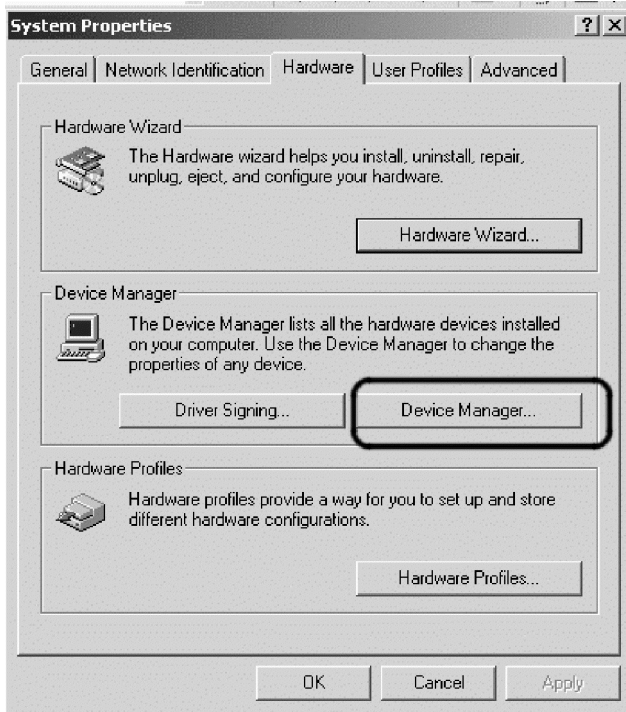 System Properties
General Network Identification Hardware User Profiles Advanced
Hardware Wizard
The Hardware wizard helps you install, uninstall, repair,
unplug, eject, and configure your hardware.
Hardware Wizard...
Device Manager
The Device Manager lists all the hardware devices installed
on your computer. Use the Device Manager to change the
properties of any device.
Driver Signing... Device Manager...
Hardware Profiles
Hardware profiles provide a way for you to set up and store
different hardware configurations.
Hardware Profiles...
OK Cancel Apply